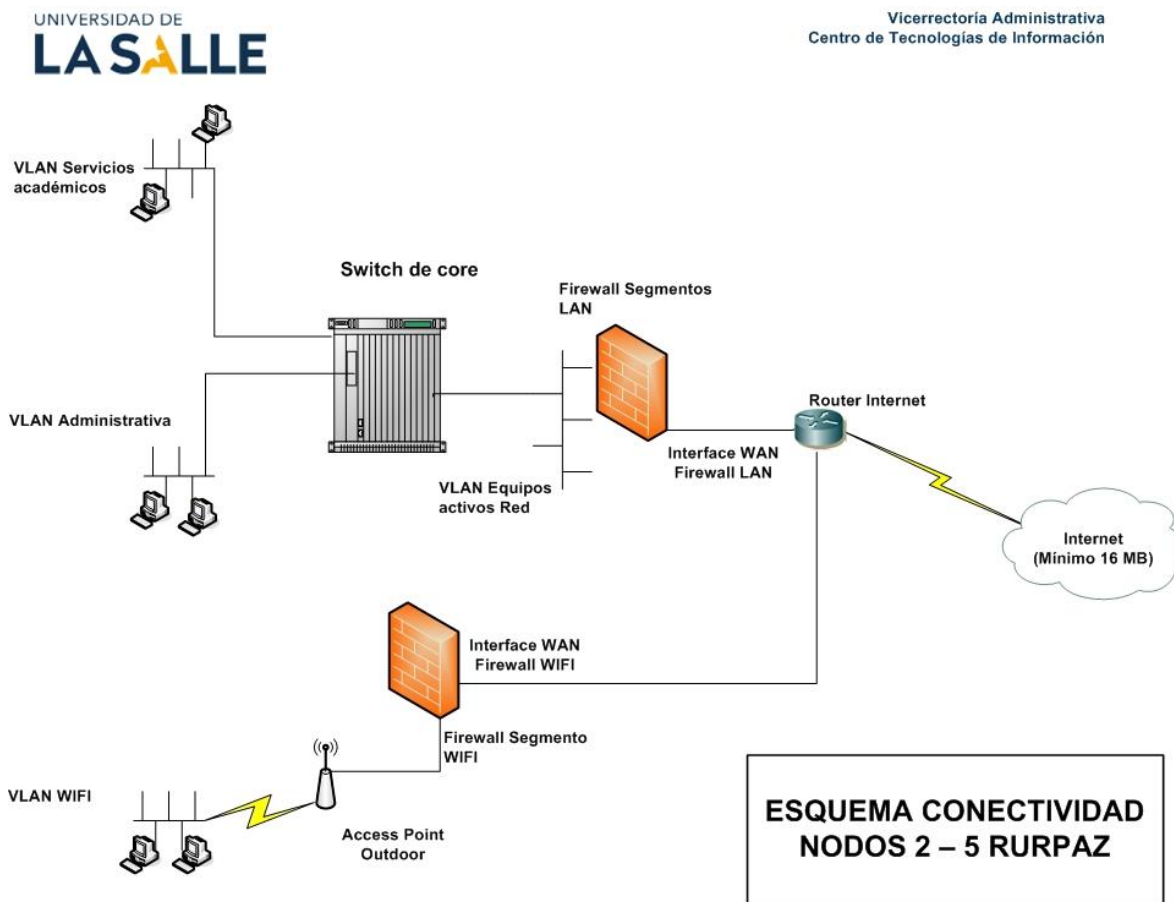 UNIVERSIDAD DE
LA SALLE
Vicerrectoría Administrativa
Centro de Tecnologías de Información
VLAN Servicios
académicos
Switch de core
Firewall Segmentos
LAN
VLAN Administrativa
Router Internet
Interface WAN
Firewall LAN
VLAN Equipos
activos Red
Internet
(Mínimo 16 MB)
Interface WAN
Firewall WIFI
Firewall Segmento
WIFI
VLAN WIFI
Access Point
Outdoor
ESQUEMA CONECTIVIDAD
NODOS 2 – 5 RURPAZ